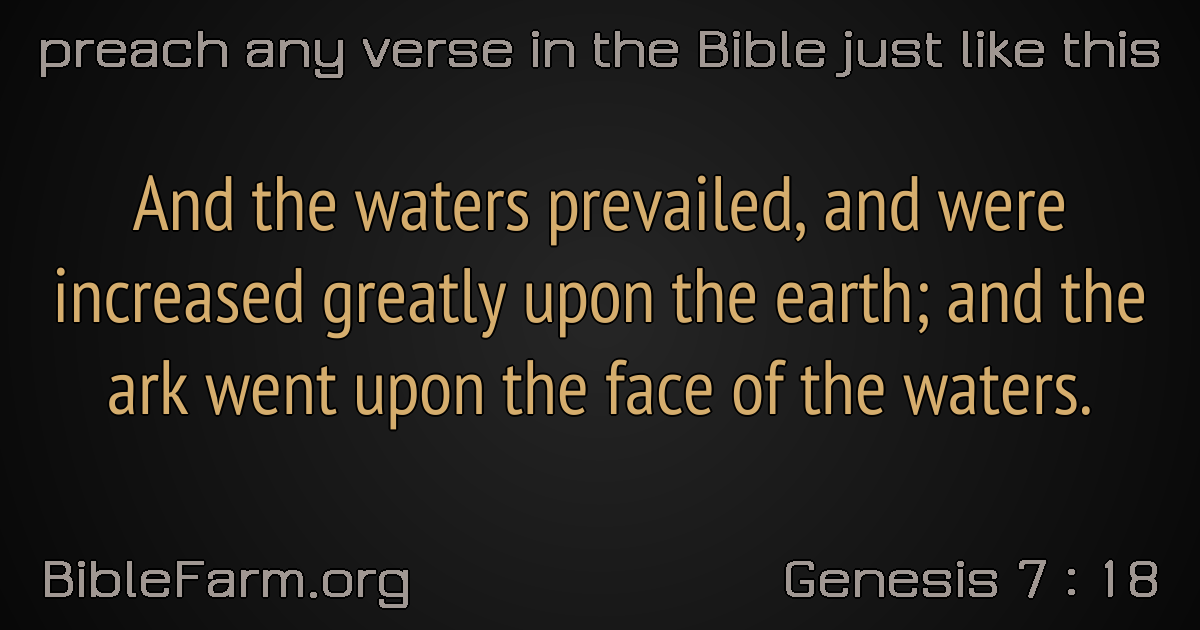 preach any verse in the Bible just like this
And the waters prevailed, and were
increased greatly upon the earth; and the
ark went upon the face of the waters.
BibleFarm.org
Genesis 7 : 18